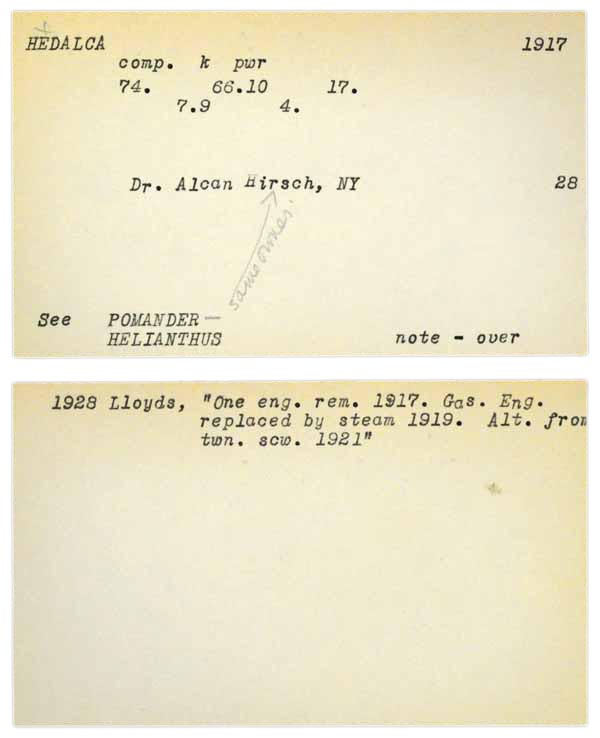 x
HEDALCA 1917
comp. k pwr
74. 66.10 17.
7.9 4.
Dr. Alcan Hirsch, NY 28
same owner.
See POMANDER —
HELIANTHUS note - over
1928 Lloyds, "One eng. rem. 1917. Gas. Eng.
replaced by steam 1919. Alt. from
twn. scw. 1921"